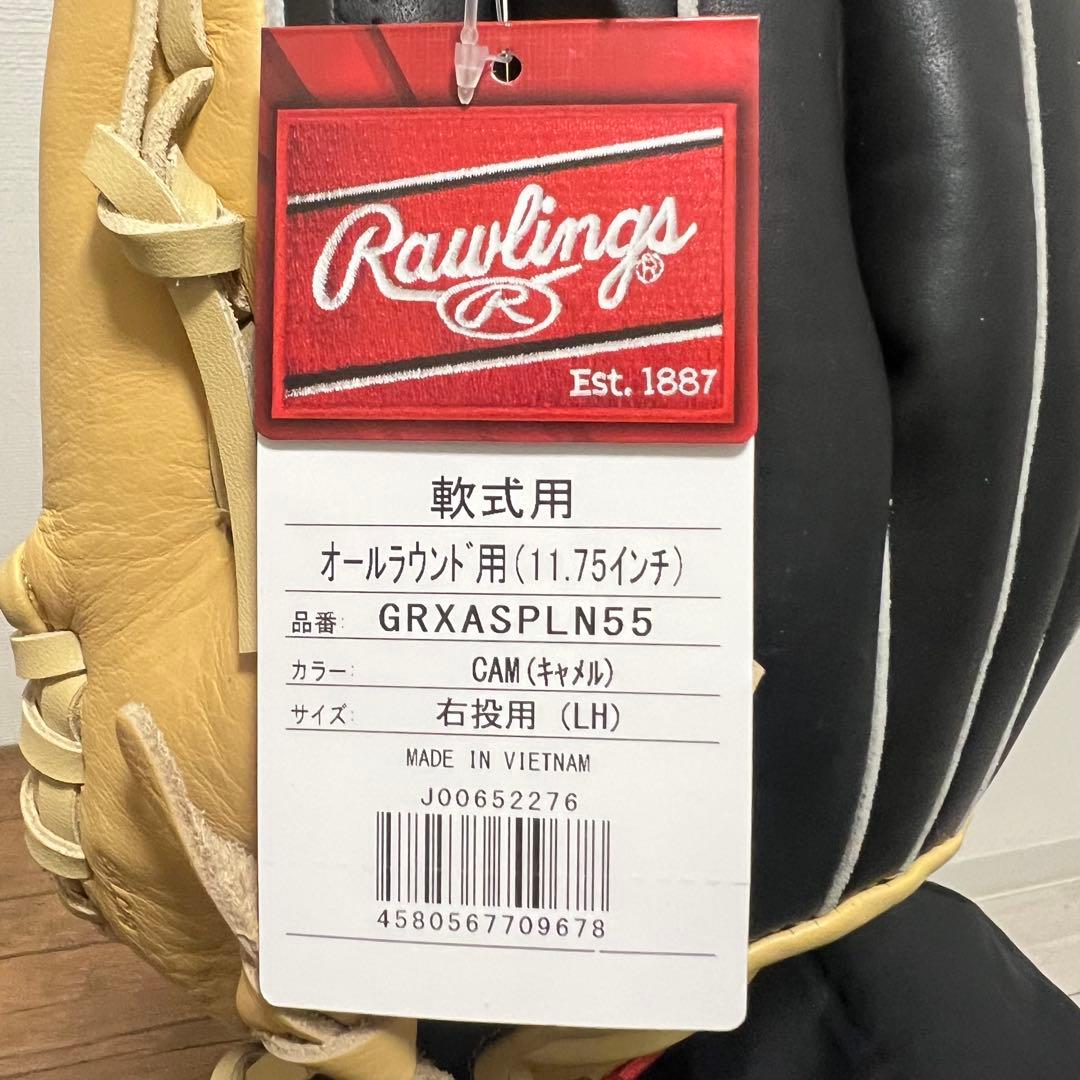 Rawlings®
R
Est. 1887
軟式用
オールラウンド用(11.75インチ)
品番: GRXASPLN55
カラー: CAM(キャメル)
サイズ: 右投用 (LH)
MADE IN VIETNAM
J00652276
4580567709678